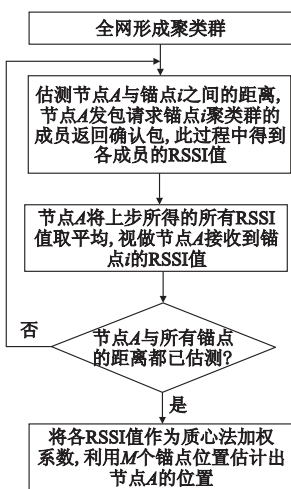 全网形成聚类群
估测节点A与锚点i之间的距离,
节点A发包请求锚点i聚类群的
成员返回确认包,此过程中得到
各成员的RSSI值
节点A将上步所得的所有RSSI
值取平均,视做节点A接收到锚
点i的RSSI值
否
节点A与所有锚点
的距离都已估测?
是
将各RSSI值作为质心法加权
系数,利用M个锚点位置估计出
节点A的位置